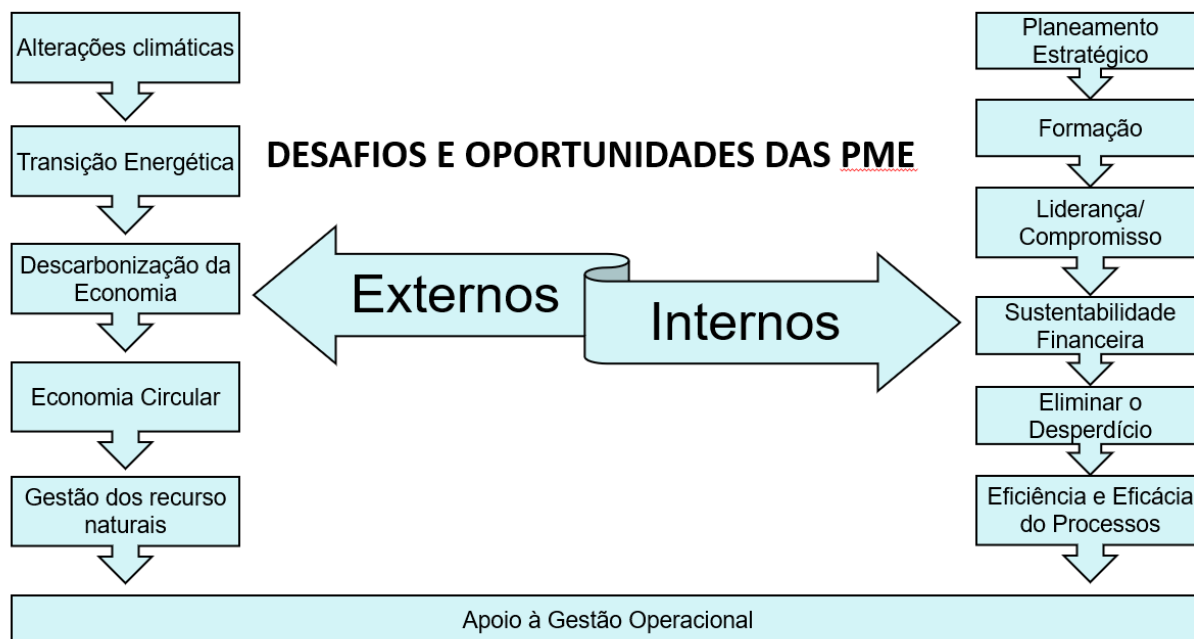 Alterações climáticas
Transição Energética
Descarbonização da
Economia
Economia Circular
Gestão dos recurso
naturais
DESAFIOS E OPORTUNIDADES DAS PME
Externos
Internos
Planeamento
Estratégico
Formação
Liderança/
Compromisso
Sustentabilidade
Financeira
Eliminar o
Desperdício
Eficiência e Eficácia
do Processos
Apoio à Gestão Operacional